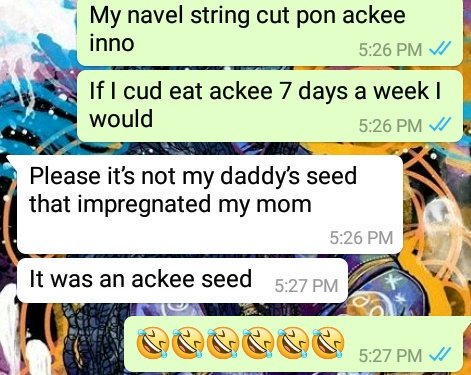 My navel string cut pon ackee
inno
5:26 PM
If I cud eat ackee 7 days a week I
would
5:26 PM
Please it's not my daddy's seed
that impregnated my mom
5:26 PM
It was an ackee seed
5:27 PM
🤣🤣🤣🤣🤣🤣
5:27 PM